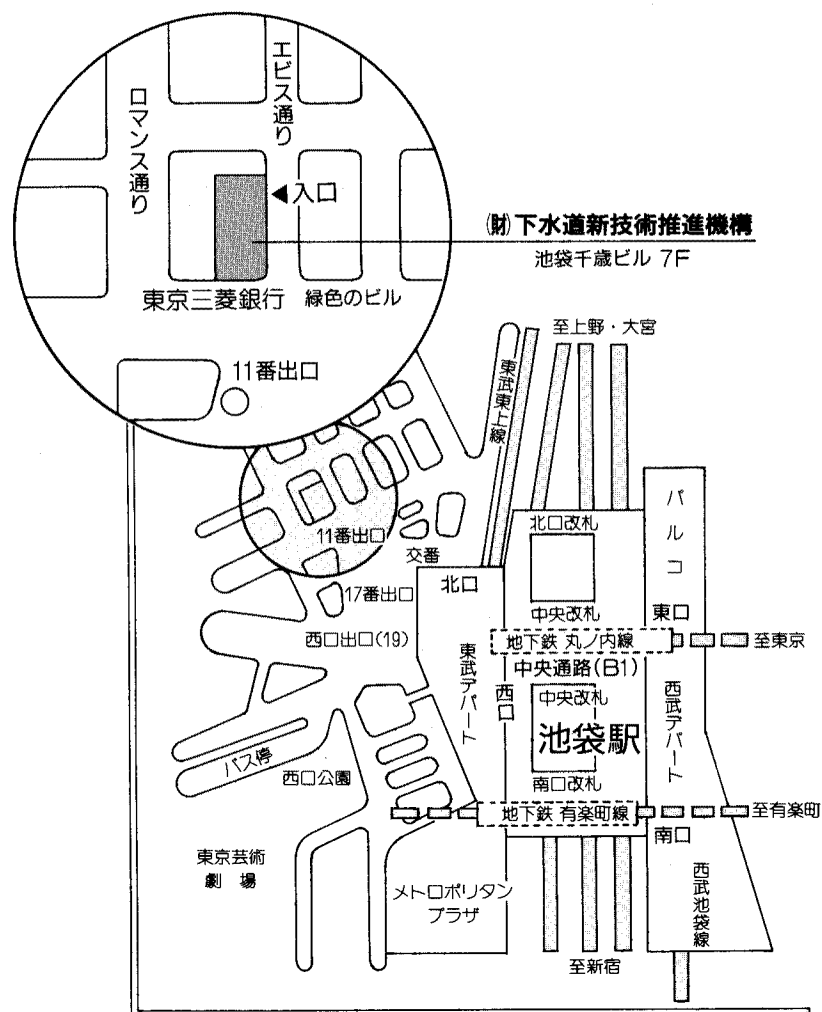 エビス通り
ロマンス通り
入口
(財)下水道新技術推進機構
池袋千歳ビル 7F
東京三菱銀行
緑色のビル
11番出口
至上野・大宮
東武東上線
パルコ
北口改札
11番出口
交番
北口
17番出口
中央改札
東口
西口出口(19)
地下鉄 丸ノ内線
至東京
中央通路(B1)
東武デパート
西口
中央改札
西武デパート
池袋駅
バス停
西口公園
南口改札
地下鉄 有楽町線
至有楽町
南口
東京芸術
劇 場
メトロポリタン
プラザ
西武池袋線
至新宿